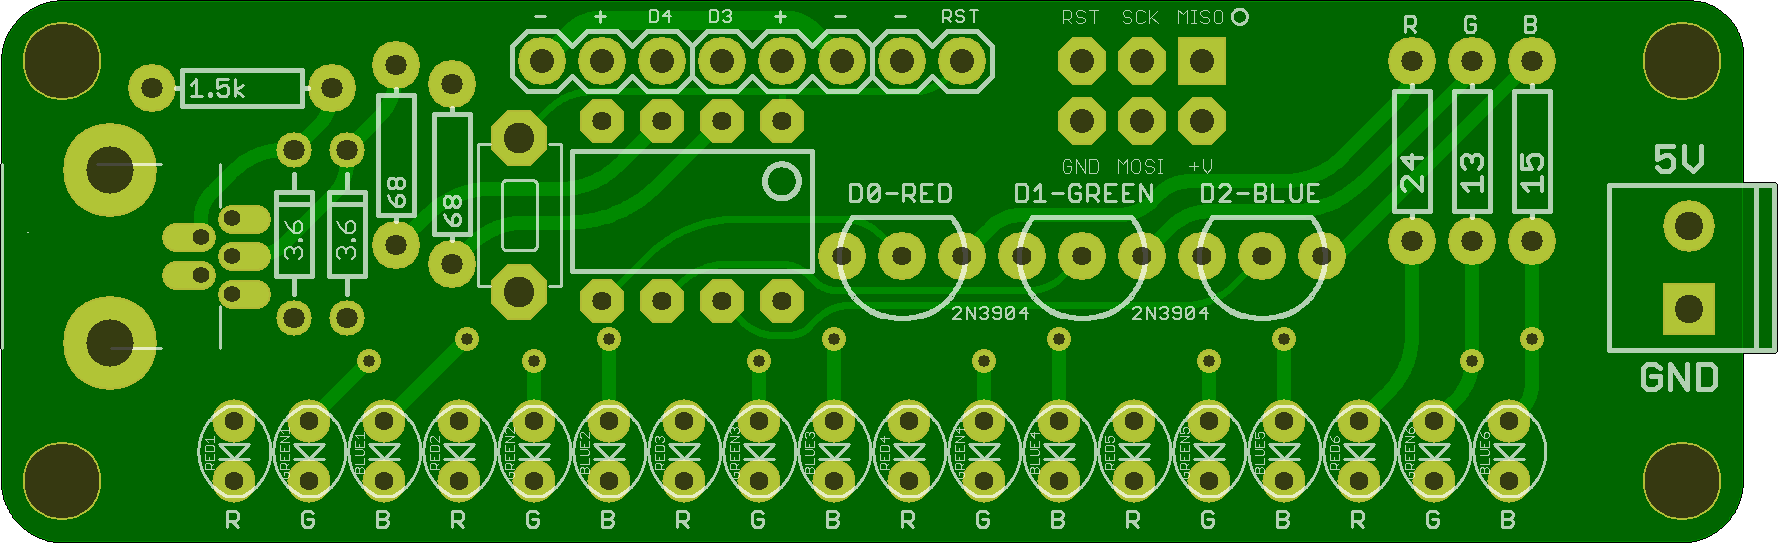 - + D4 D3 + - - RST
RST SCK MISO
R G B
1.5k
68
68
3.6
3.6
GND MOSI +V
24
13
15
5V
D0-RED
D1-GREEN
D2-BLUE
2N3904
2N3904
GND
RED1 GREEN1 BLUE1 RED2 GREEN2 BLUE2 RED3 GREEN3 BLUE3 RED4 GREEN4 BLUE4 RED5 GREEN5 BLUE5 RED6 GREEN6 BLUE6
K K K K K K K K K K K K K K K K K K
R G B R G B R G B R G B R G B R G B